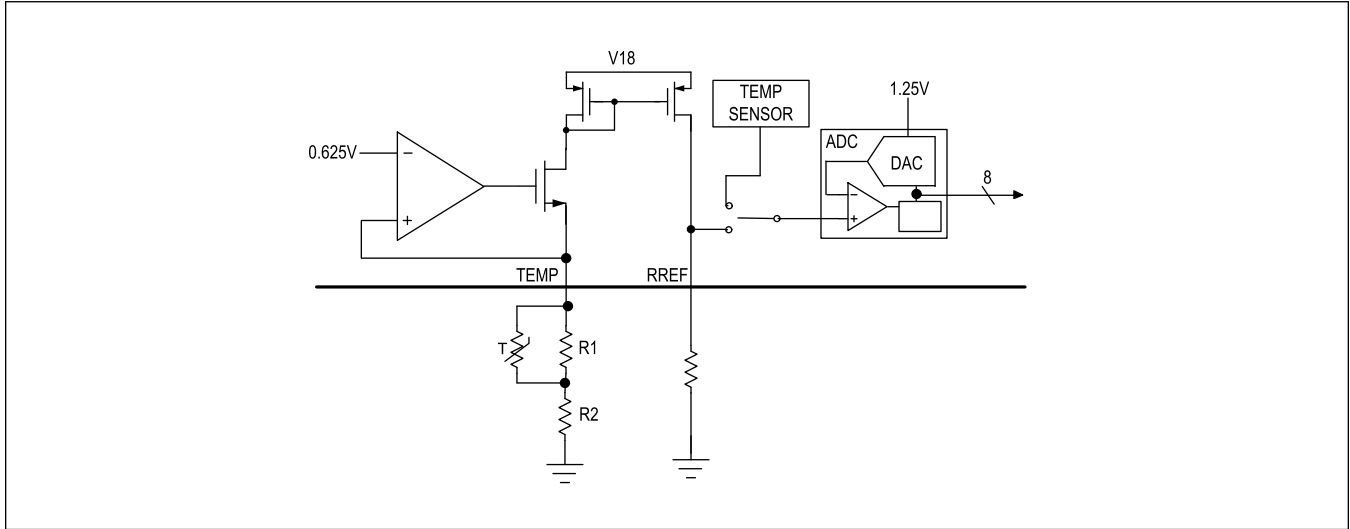 V18
TEMP
SENSOR
1.25V
ADC
DAC
0.625V
−
+
−
+
8
TEMP
RREF
T
R1
R2